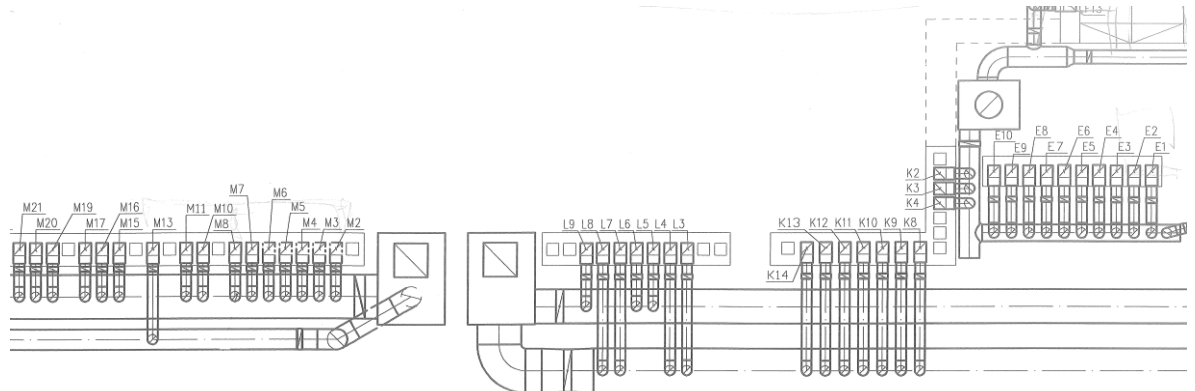 E13
E10 E8 E6 E4 E2
E9 E7 E5 E3 E1
K2
K3
K4
M7 M6
M21 M19 M16 M11 M10 M5
M20 M17 M15 M13 M8 M4 M3 M2
L9 L8 L7 L6 L5 L4 L3
K13 K12 K11 K10 K9 K8
K14